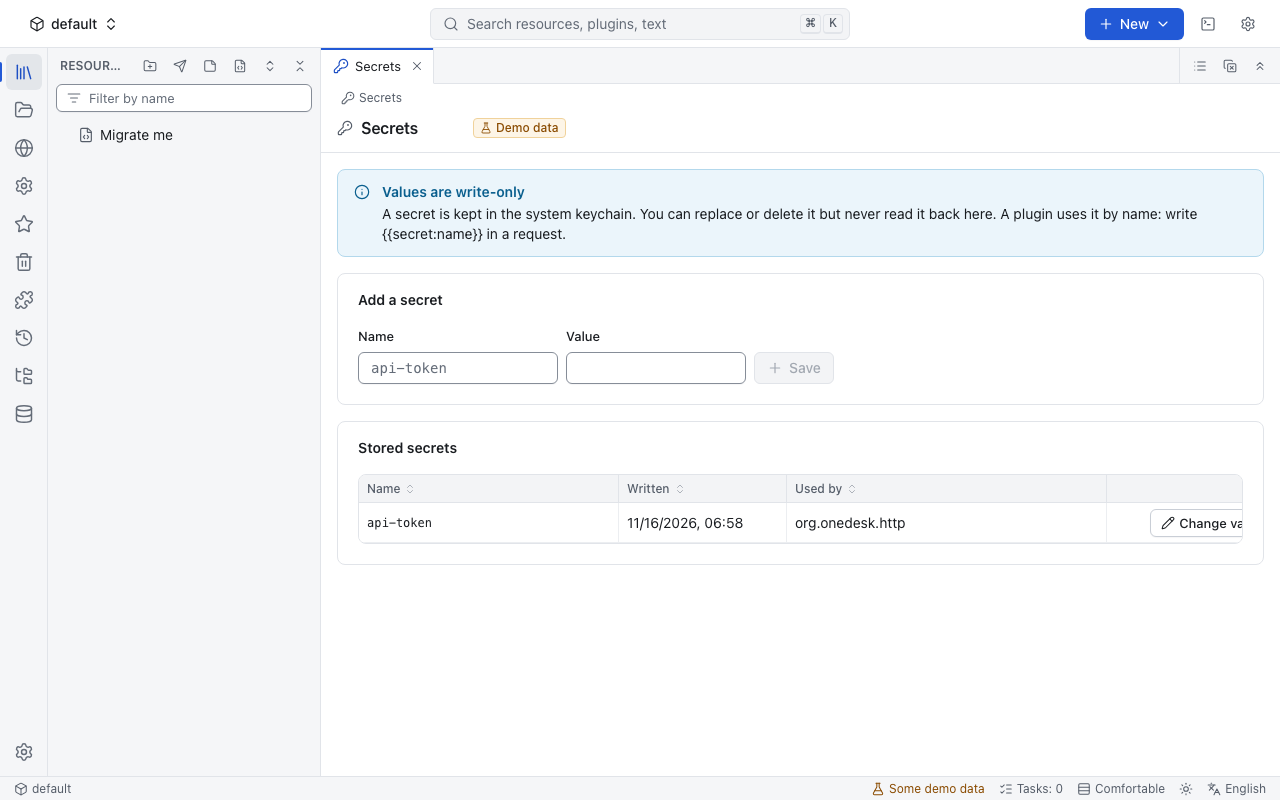 default
Search resources, plugins, text
⌘ K
New
RESOUR...
Filter by name
Migrate me
Secrets
Secrets
Secrets
Demo data
Values are write-only
A secret is kept in the system keychain. You can replace or delete it but never read it back here. A plugin uses it by name: write
{{secret:name}} in a request.
Add a secret
Name
Value
api-token
Save
Stored secrets
Name
Written
Used by
api-token
11/16/2026, 06:58
org.onedesk.http
Change va
default
Some demo data
Tasks: 0
Comfortable
English